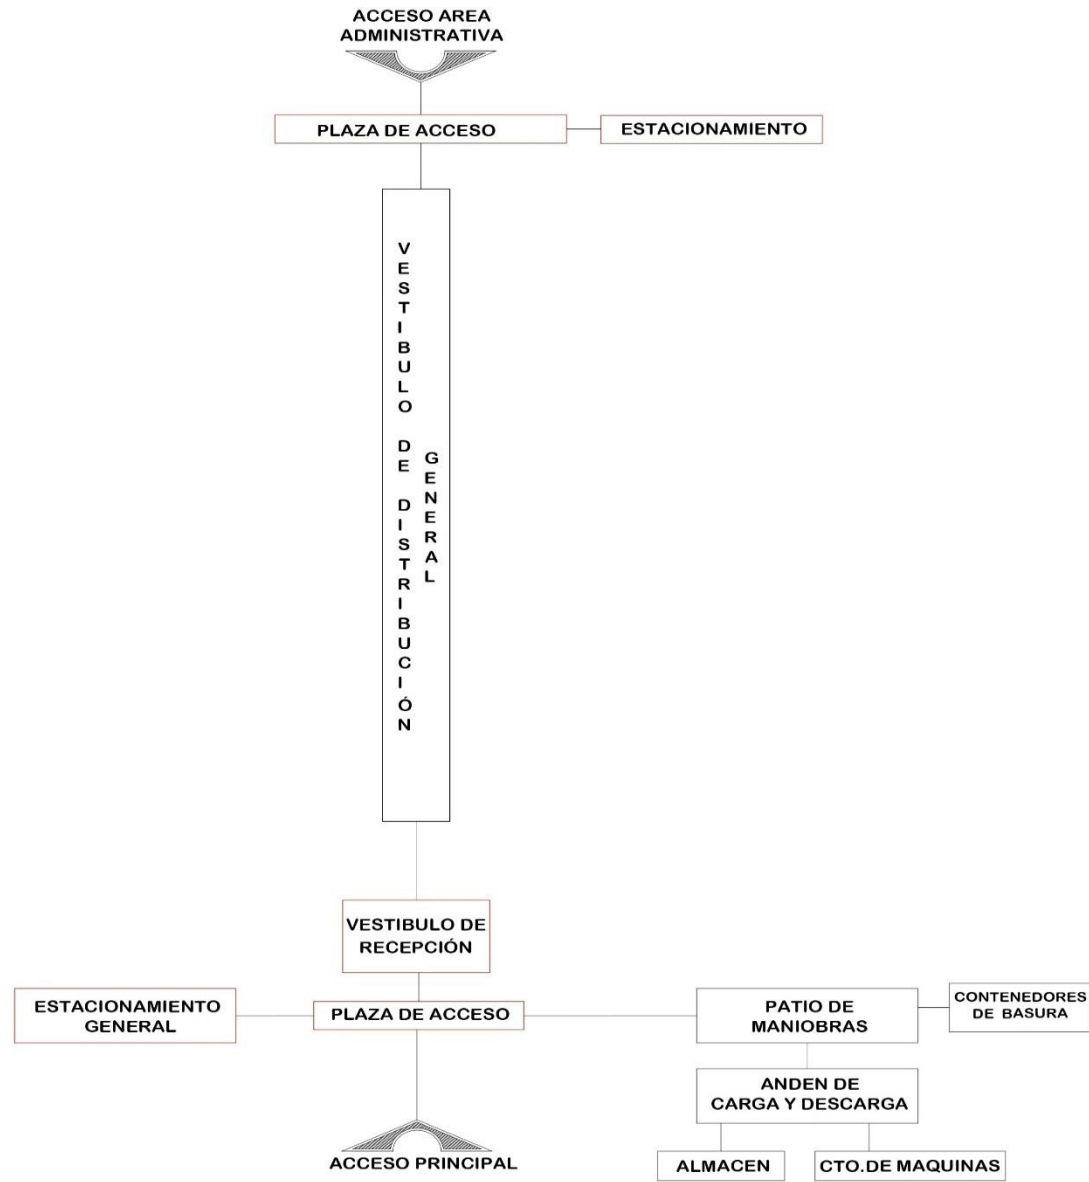 ACCESO AREA
ADMINISTRATIVA
PLAZA DE ACCESO
ESTACIONAMIENTO
VESTIBULO DE DISTRIBUCIÓN
GENERAL
VESTIBULO DE
RECEPCIÓN
ESTACIONAMIENTO
GENERAL
PLAZA DE ACCESO
PATIO DE
MANIOBRAS
CONTENEDORES
DE BASURA
ANDEN DE
CARGA Y DESCARGA
ALMACEN
CTO.DE MAQUINAS
ACCESO PRINCIPAL